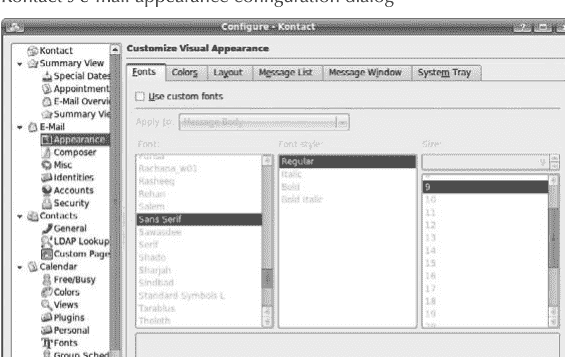 Kontact's e-mail appearance configuration dialog
Configure - Kontact
Kontact
Summary View
Special Dates
Appointment
E-Mail Overvi
Summary Vie
E-Mail
Appearance
Composer
Misc
Identities
Accounts
Security
Contacts
General
LDAP Lookup
Custom Page
Calendar
Free/Busy
Colors
Views
Plugins
Personal
Fonts
Group Sched
Customize Visual Appearance
Fonts Colors Layout Message List Message Window System Tray
Use custom fonts
Apply to: Message Body
Font:
Rachana_w01
Rasheeq
Rehan
Salem
Sans Serif
Sawasdee
Serif
Shado
Sharjah
Sindbad
Standard Symbols L
Tarablus
Tholoth
Font style:
Regular
Italic
Bold
Bold Italic
Size:
9
9
10
11
12
13
14
15
16
17
18
19